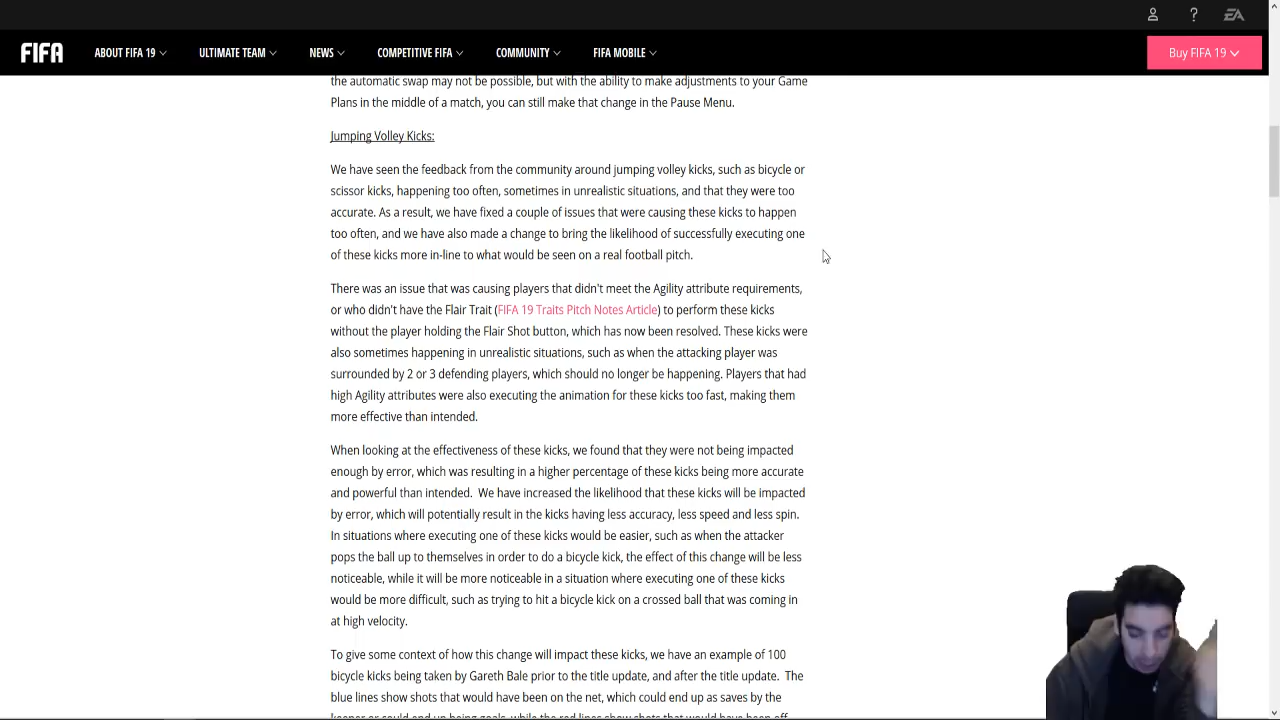 EA
FIFA
ABOUT FIFA 19
ULTIMATE TEAM
NEWS
COMPETITIVE FIFA
COMMUNITY
FIFA MOBILE
Buy FIFA 19
the automatic swap may not be possible, but with the ability to make adjustments to your Game
Plans in the middle of a match, you can still make that change in the Pause Menu.
Jumping Volley Kicks:
We have seen the feedback from the community around jumping volley kicks, such as bicycle or
scissor kicks, happening too often, sometimes in unrealistic situations, and that they were too
accurate. As a result, we have fixed a couple of issues that were causing these kicks to happen
too often, and we have also made a change to bring the likelihood of successfully executing one
of these kicks more in-line to what would be seen on a real football pitch.
There was an issue that was causing players that didn't meet the Agility attribute requirements,
or who didn't have the Flair Trait (FIFA 19 Traits Pitch Notes Article) to perform these kicks
without the player holding the Flair Shot button, which has now been resolved. These kicks were
also sometimes happening in unrealistic situations, such as when the attacking player was
surrounded by 2 or 3 defending players, which should no longer be happening. Players that had
high Agility attributes were also executing the animation for these kicks too fast, making them
more effective than intended.
When looking at the effectiveness of these kicks, we found that they were not being impacted
enough by error, which was resulting in a higher percentage of these kicks being more accurate
and powerful than intended. We have increased the likelihood that these kicks will be impacted
by error, which will potentially result in the kicks having less accuracy, less speed and less spin.
In situations where executing one of these kicks would be easier, such as when the attacker
pops the ball up to themselves in order to do a bicycle kick, the effect of this change will be less
noticeable, while it will be more noticeable in a situation where executing one of these kicks
would be more difficult, such as trying to hit a bicycle kick on a crossed ball that was coming in
at high velocity.
To give some context of how this change will impact these kicks, we have an example of 100
bicycle kicks being taken by Gareth Bale prior to the title update, and after the title update. The
blue lines show shots that would have been on the net, which could end up as saves by the
keeper or could end up being goals, while the red lines show shots that would have been off